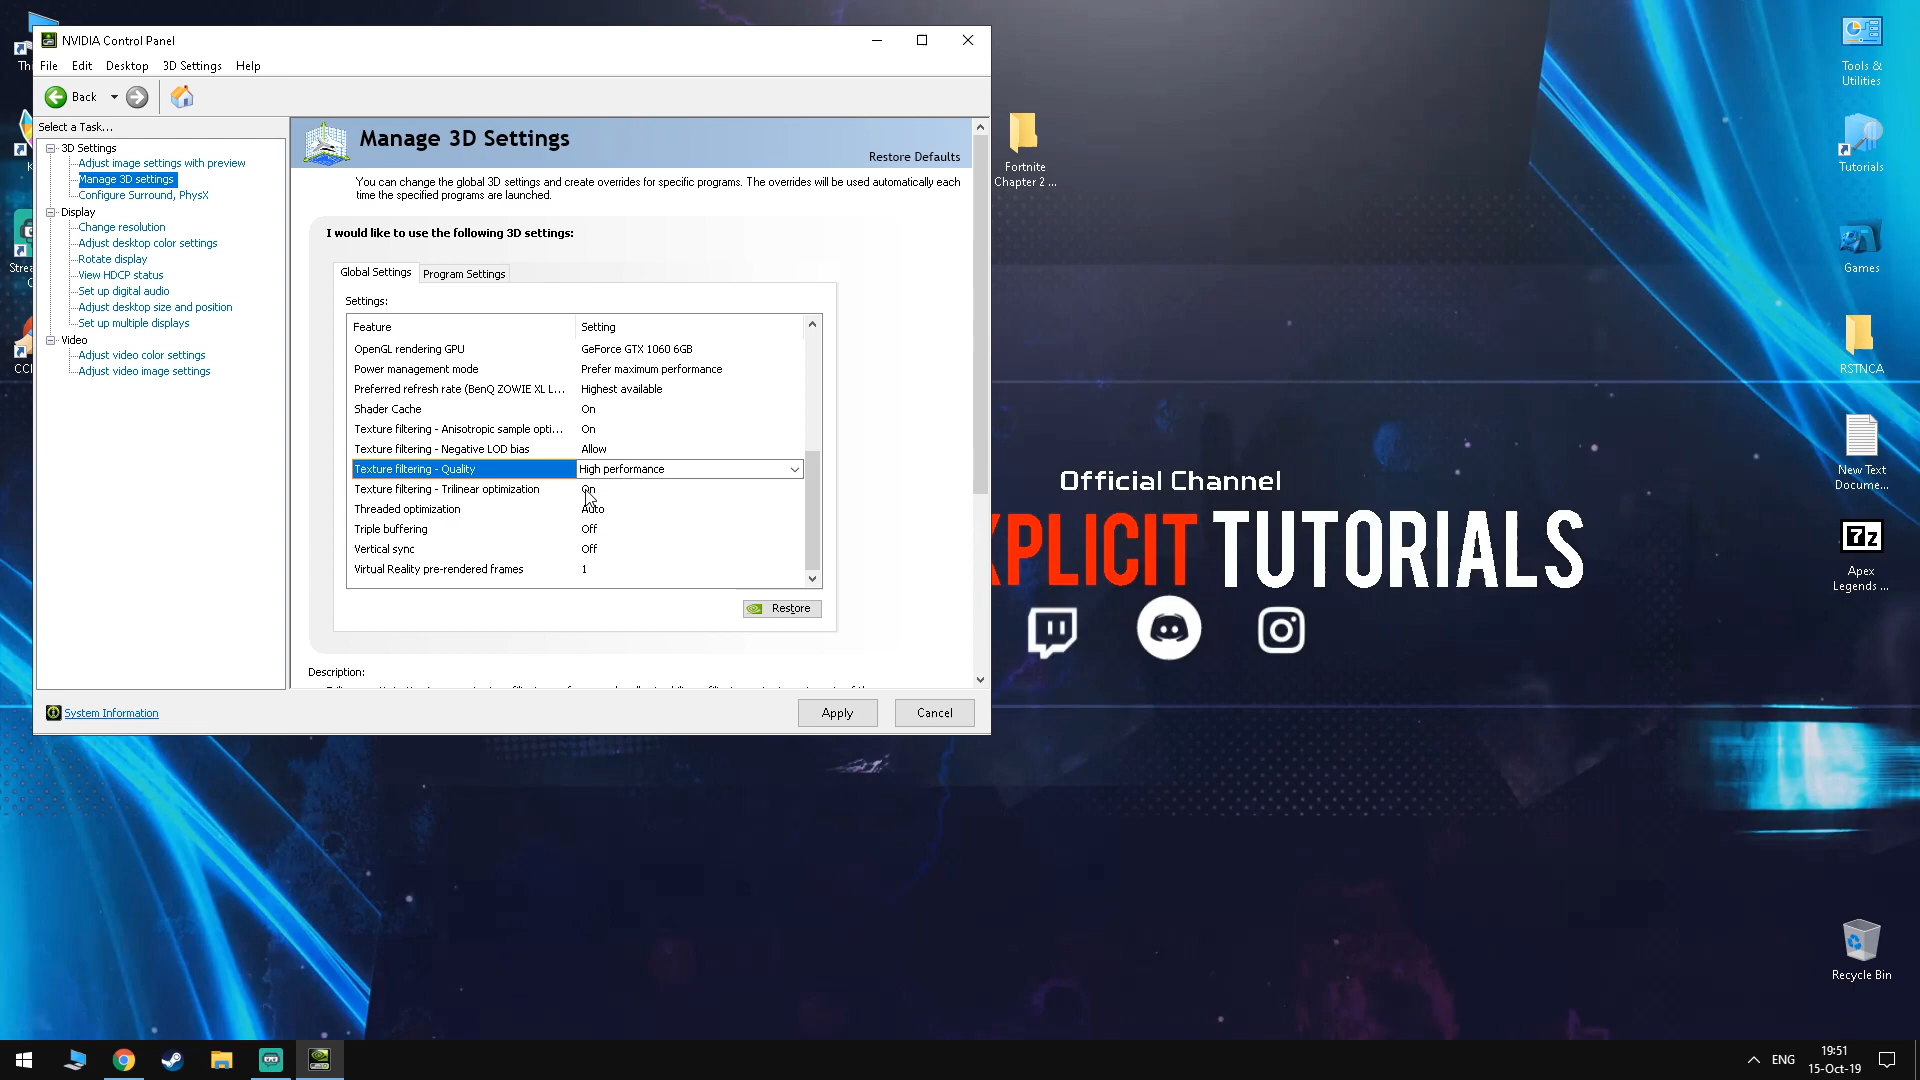 NVIDIA Control Panel
File Edit Desktop 3D Settings Help
Back
Select a Task...
3D Settings
Adjust image settings with preview
Manage 3D settings
Configure Surround, PhysX
Display
Change resolution
Adjust desktop color settings
Rotate display
View HDCP status
Set up digital audio
Adjust desktop size and position
Set up multiple displays
Video
Adjust video color settings
Adjust video image settings
System Information
Manage 3D Settings
Restore Defaults
You can change the global 3D settings and create overrides for specific programs. The overrides will be used automatically each
time the specified programs are launched.
I would like to use the following 3D settings:
Global Settings Program Settings
Settings:
Feature Setting
OpenGL rendering GPU GeForce GTX 1060 6GB
Power management mode Prefer maximum performance
Preferred refresh rate (BenQ ZOWIE XL L... Highest available
Shader Cache On
Texture filtering - Anisotropic sample opti... On
Texture filtering - Negative LOD bias Allow
Texture filtering - Quality High performance
Texture filtering - Trilinear optimization On
Threaded optimization Auto
Triple buffering Off
Vertical sync Off
Virtual Reality pre-rendered frames 1
Restore
Description:
Apply Cancel
Fortnite
Chapter 2 ...
Official Channel
XPLICIT TUTORIALS
Tools &
Utilities
Tutorials
Games
RSTNCA
New Text
Docume...
7z
Apex
Legends ...
Recycle Bin
Th
K
Strea
C
CC
ENG
19:51
15-Oct-19